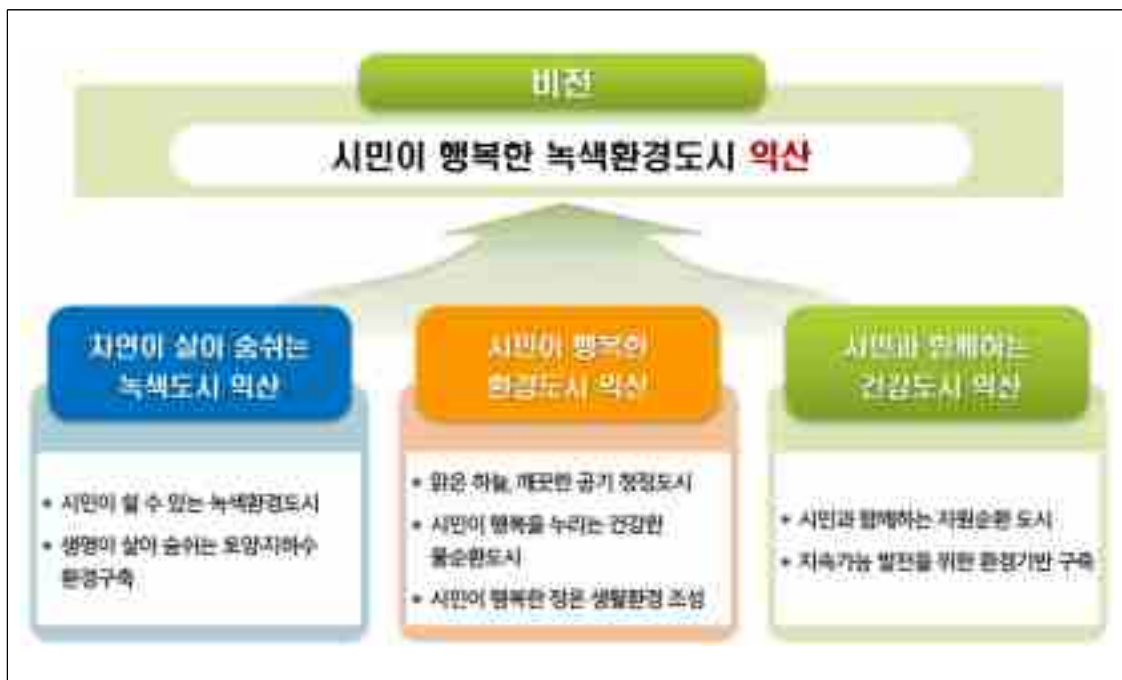 비전
시민이 행복한 녹색환경도시 익산
자연이 살아 숨쉬는
녹색도시 익산
시민이 행복한
환경도시 익산
시민과 함께하는
건강도시 익산
• 시민이 쉴 수 있는 녹색환경도시
• 생명이 살아 숨쉬는 토양·지하수
환경구축
• 맑은 하늘, 깨끗한 공기 청정도시
• 시민이 행복을 누리는 건강한
물순환도시
• 시민이 행복한 정온 생활환경 조성
• 시민과 함께하는 자원순환 도시
• 지속가능 발전을 위한 환경기반 구축